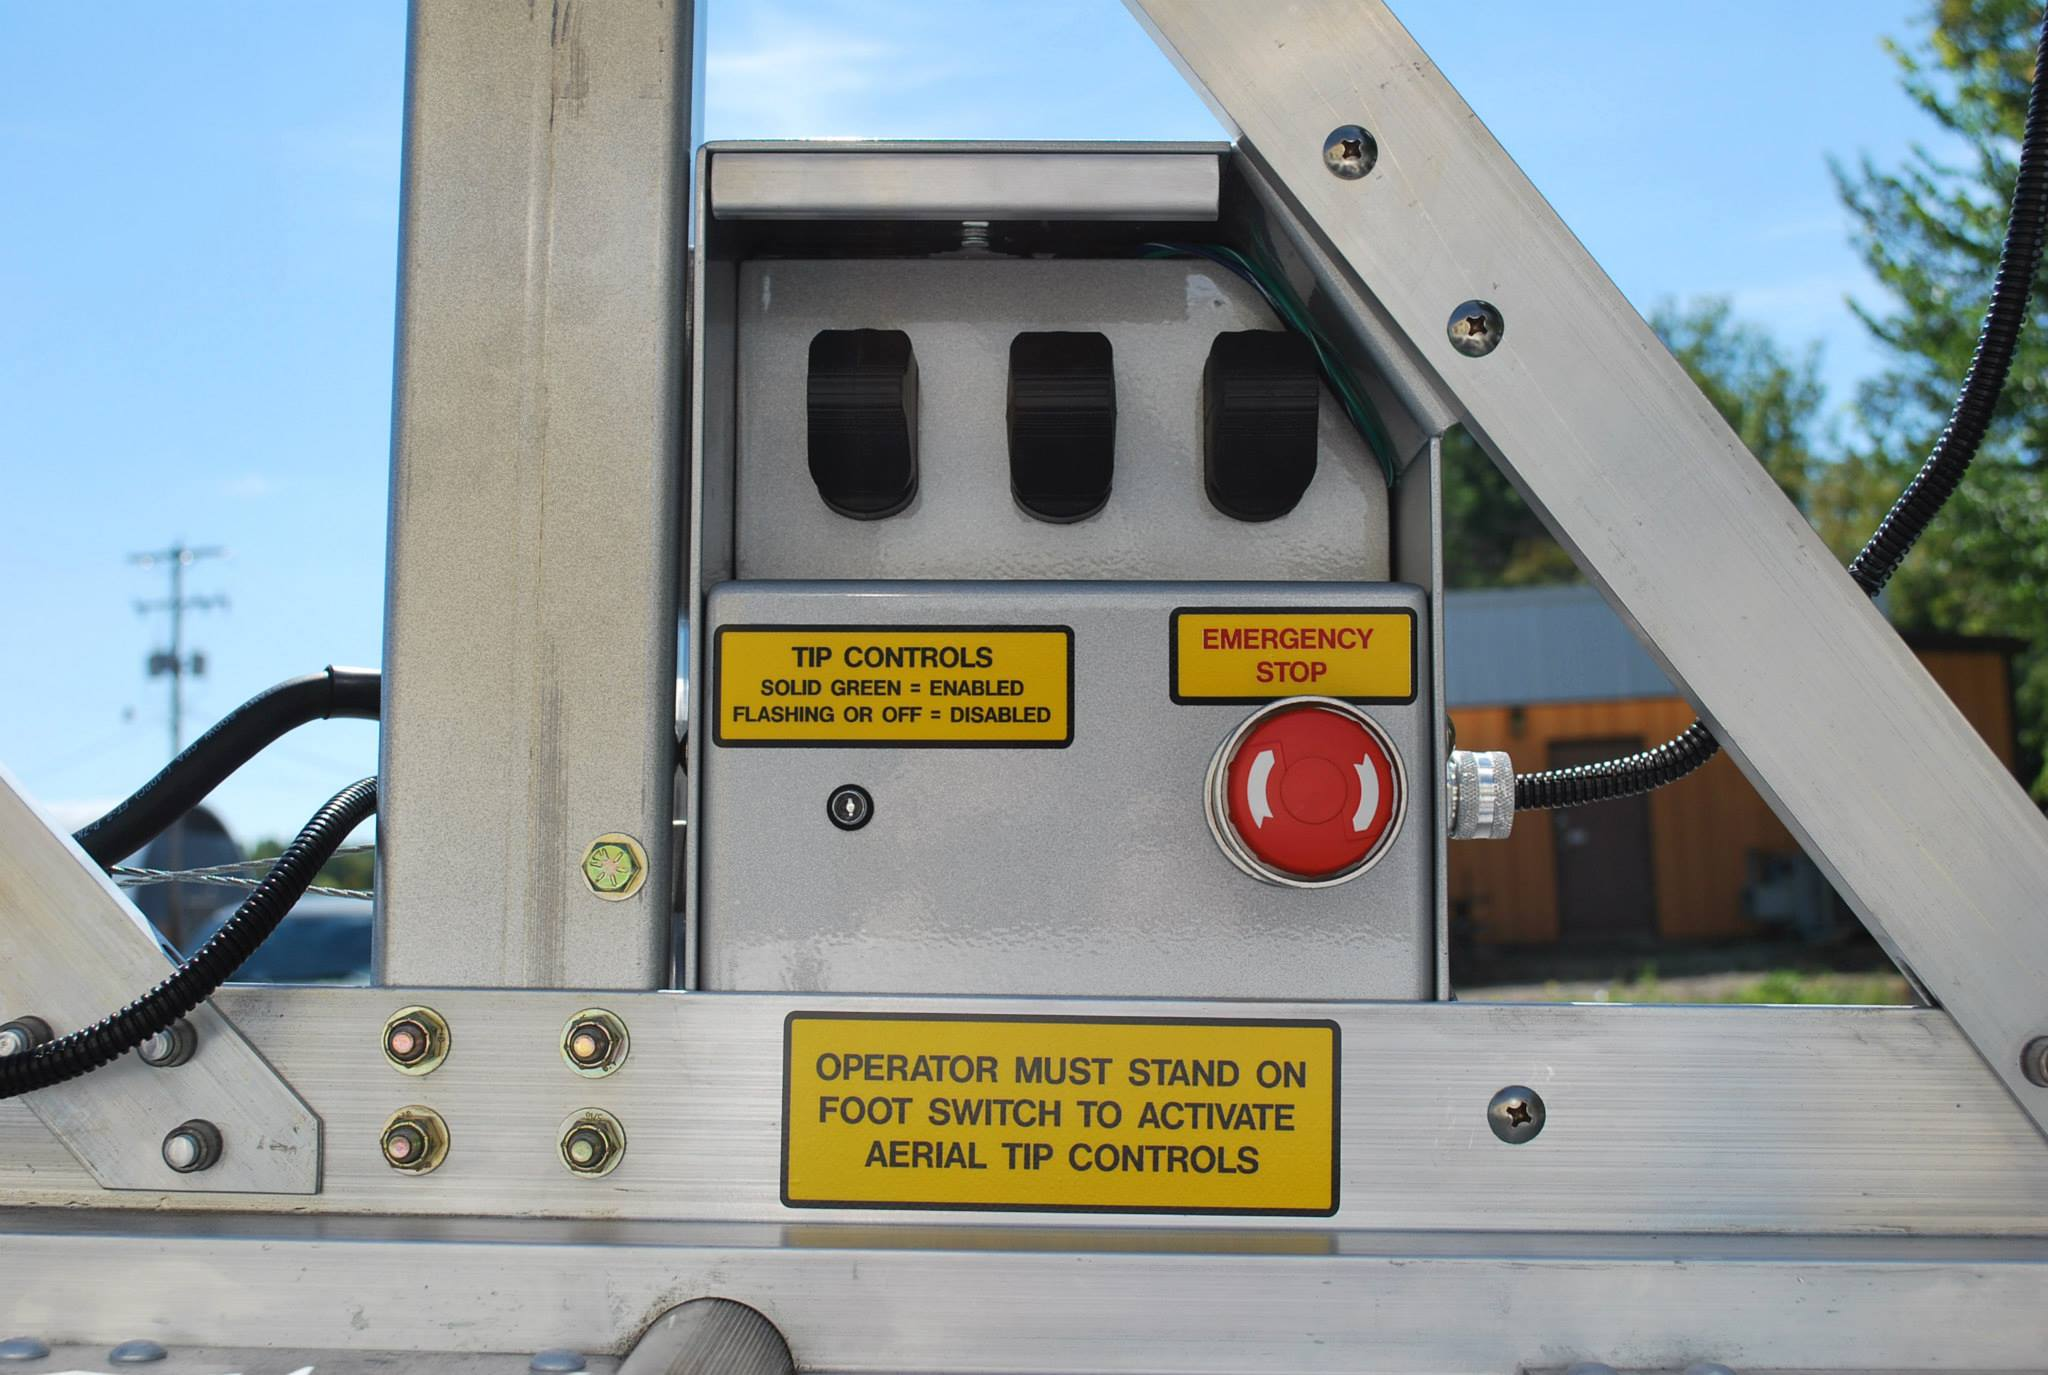 TIP CONTROLS
SOLID GREEN = ENABLED
FLASHING OR OFF = DISABLED
EMERGENCY
STOP
OPERATOR MUST STAND ON
FOOT SWITCH TO ACTIVATE
AERIAL TIP CONTROLS